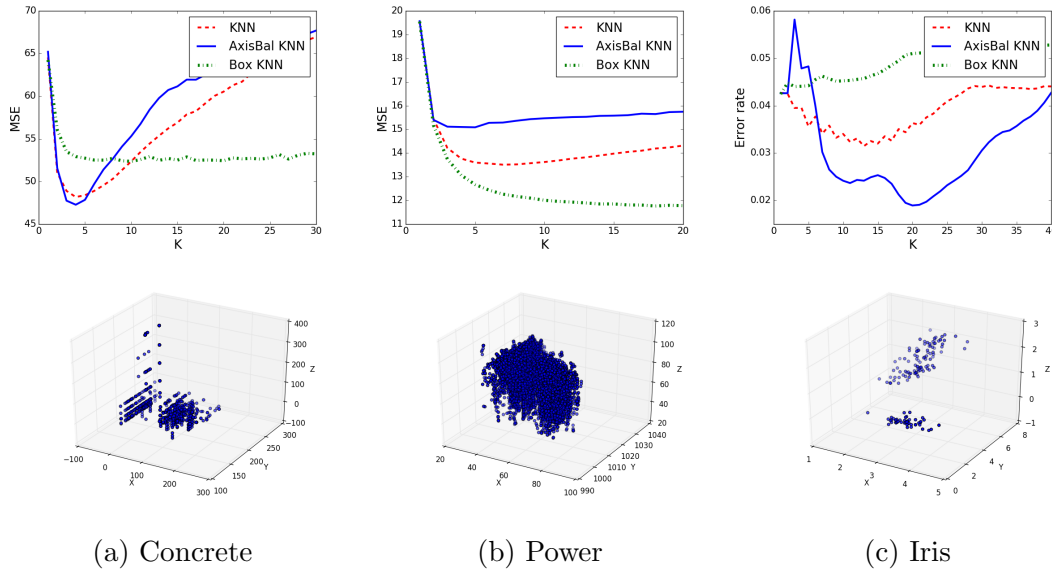 70
65
60
55
50
45
MSE
0 5 10 15 20 25 30
K
KNN
AxisBal KNN
Box KNN
20
19
18
17
16
15
14
13
12
11
MSE
0 5 10 15 20
K
KNN
AxisBal KNN
Box KNN
0.06
0.05
0.04
0.03
0.02
Error rate
0 5 10 15 20 25 30 35 40
K
KNN
AxisBal KNN
Box KNN
400
300
200
100
0
−100
Z
−100 0 100 200 300
X
100 150 200 250 300
Y
120
100
80
60
40
20
Z
20 40 60 80 100
X
990 1000 1010 1020 1030 1040
Y
3
2
1
0
−1
Z
1 2 3 4 5
X
0 2 4 6 8
Y
(a) Concrete
(b) Power
(c) Iris